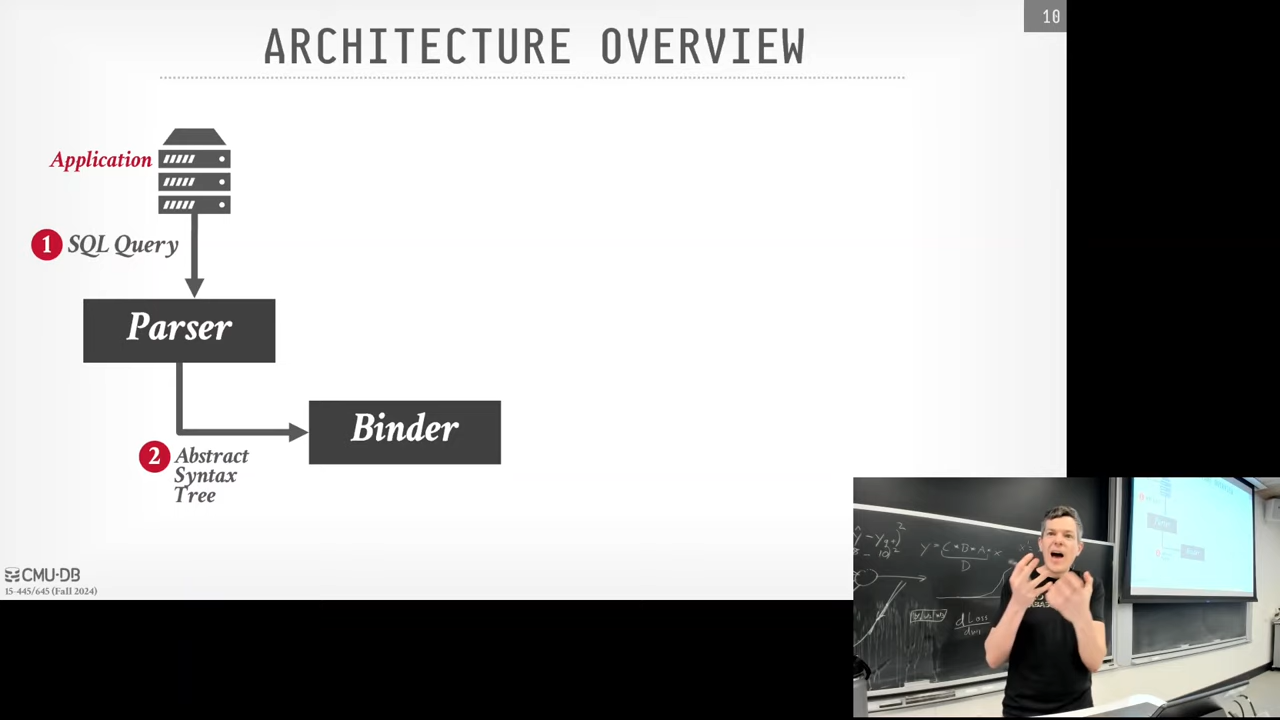 10
ARCHITECTURE OVERVIEW
Application
1 SQL Query
Parser
Binder
2 Abstract
Syntax
Tree
CMU·DB
15-445/645 (Fall 2024)
y = C * B * A * x
D
dLoss